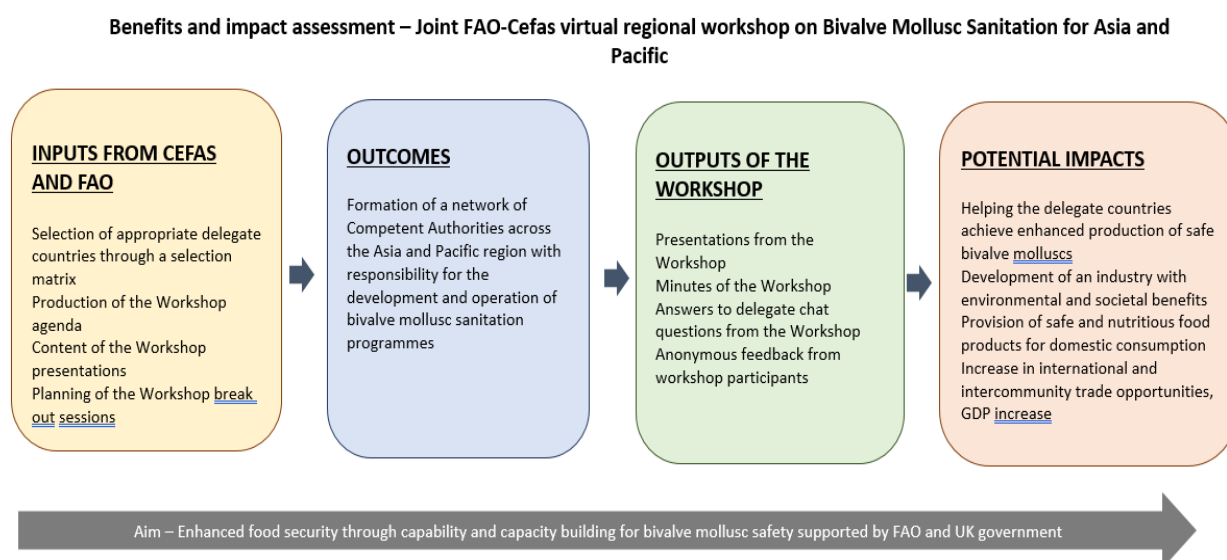 Benefits and impact assessment – Joint FAO-Cefas virtual regional workshop on Bivalve Mollusc Sanitation for Asia and
Pacific
INPUTS FROM CEFAS
AND FAO
Selection of appropriate delegate
countries through a selection
matrix
Production of the Workshop
agenda
Content of the Workshop
presentations
Planning of the Workshop break
out sessions
OUTCOMES
Formation of a network of
Competent Authorities across
the Asia and Pacific region with
responsibility for the
development and operation of
bivalve mollusc sanitation
programmes
OUTPUTS OF THE
WORKSHOP
Presentations from the
Workshop
Minutes of the Workshop
Answers to delegate chat
questions from the Workshop
Anonymous feedback from
workshop participants
POTENTIAL IMPACTS
Helping the delegate countries
achieve enhanced production of safe
bivalve molluscs
Development of an industry with
environmental and societal benefits
Provision of safe and nutritious food
products for domestic consumption
Increase in international and
intercommunity trade opportunities,
GDP increase
Aim – Enhanced food security through capability and capacity building for bivalve mollusc safety supported by FAO and UK government